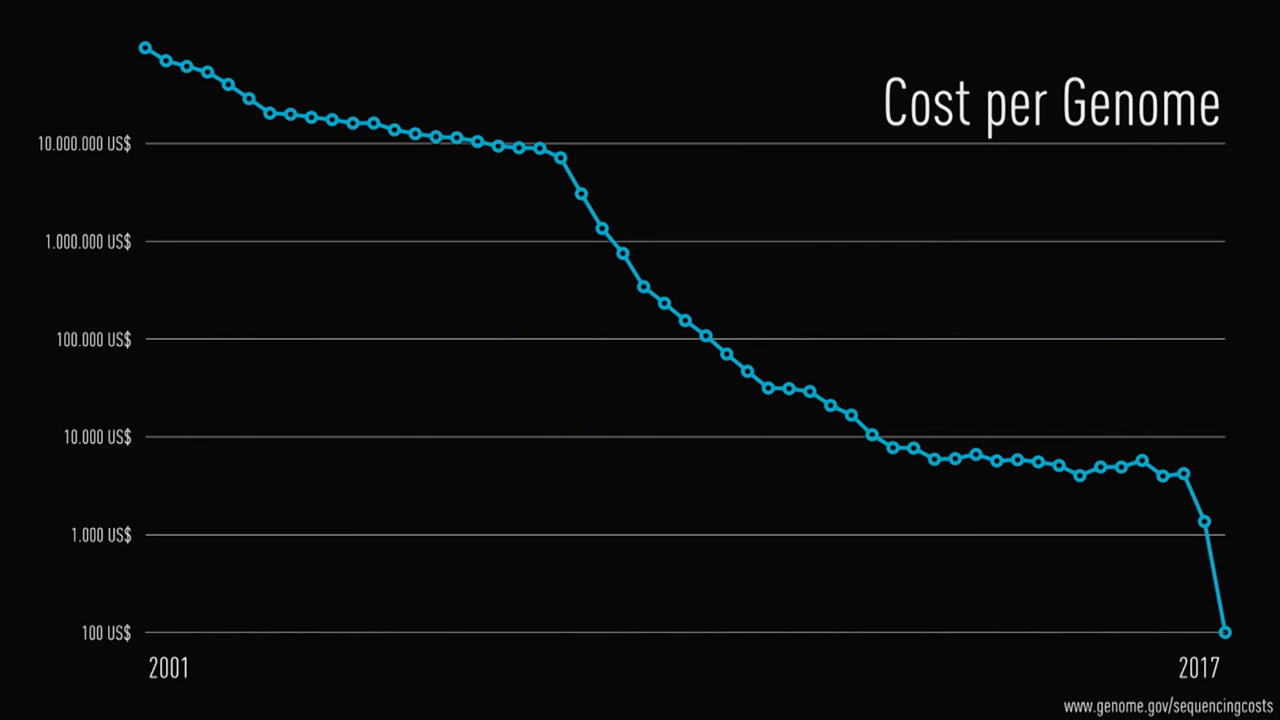 Cost per Genome
10.000.000 US$
1.000.000 US$
100.000 US$
10.000 US$
1.000 US$
100 US$
2001
2017
www.genome.gov/sequencingcosts